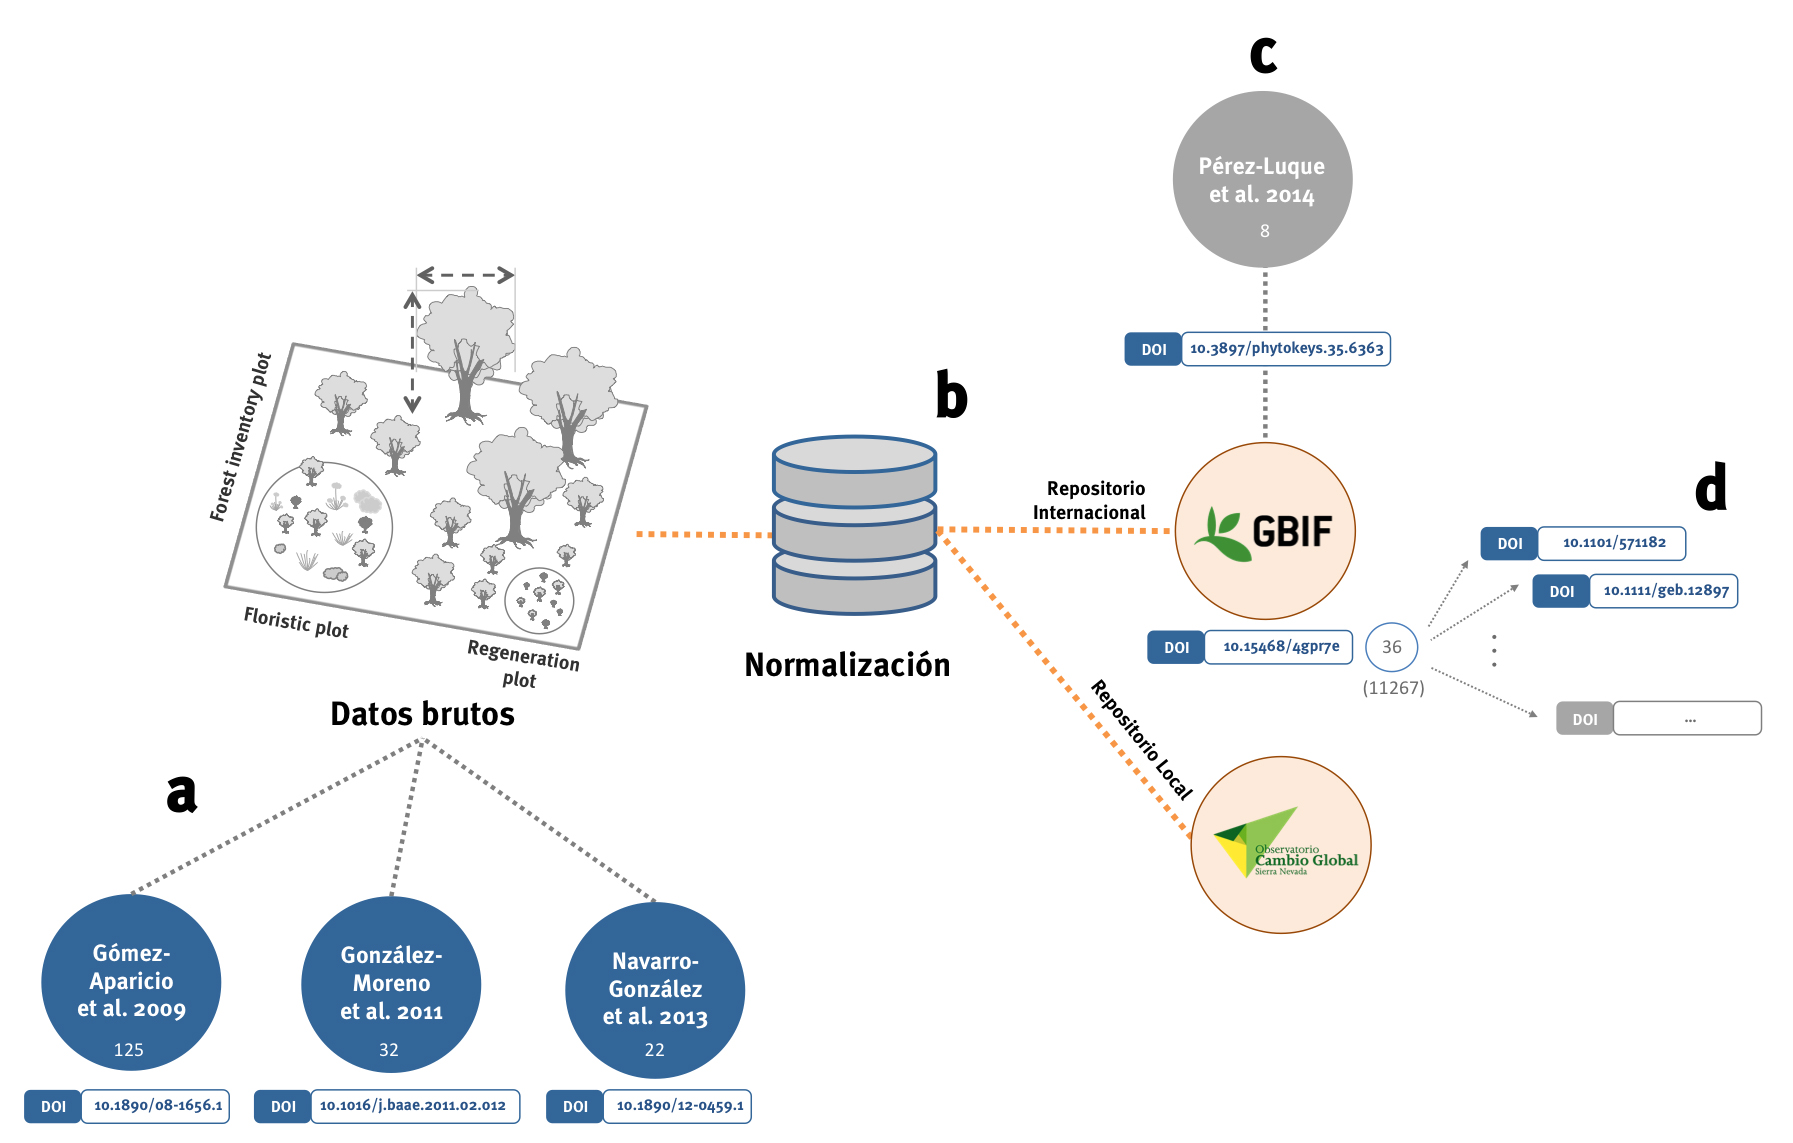 c
Pérez-Luque
et al. 2014
8
DOI
10.3897/phytokeys.35.6363
b
Forest inventory plot
Floristic plot
Regeneration
plot
Datos brutos
Normalización
Repositorio
Internacional
GBIF
DOI
10.15468/4gpr7e
36
(11267)
d
DOI
10.1101/571182
DOI
10.1111/geb.12897
DOI
...
Repositorio Local
Observatorio
Cambio Global
Sierra Nevada
a
Gómez-
Aparicio
et al. 2009
125
DOI
10.1890/08-1656.1
González-
Moreno
et al. 2011
32
DOI
10.1016/j.baae.2011.02.012
Navarro-
González
et al. 2013
22
DOI
10.1890/12-0459.1